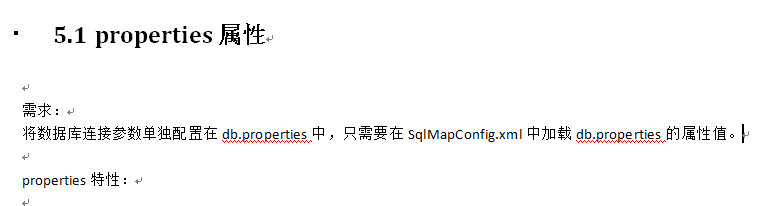 5.1 properties 属性
需求：
将数据库连接参数单独配置在 db.properties 中，只需要在 SqlMapConfig.xml 中加载 db.properties 的属性值。
properties 特性：